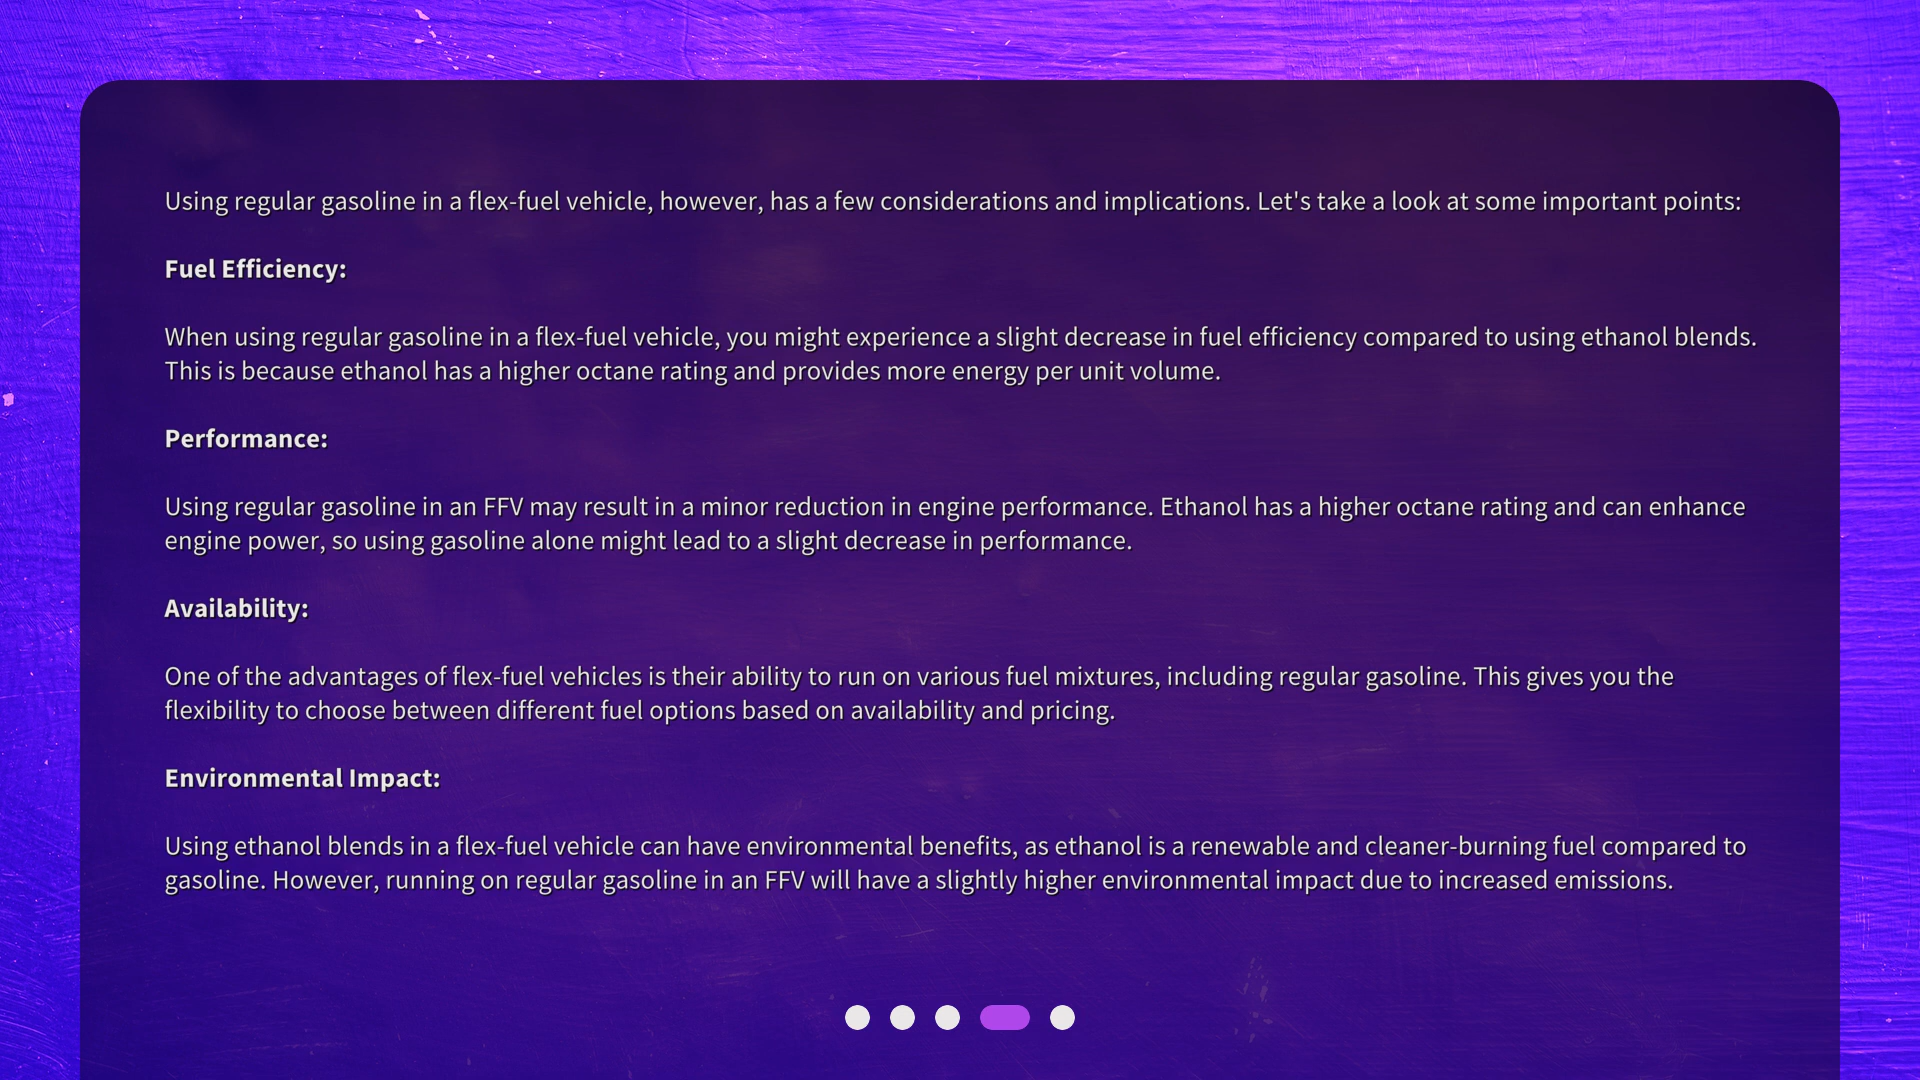 Using regular gasoline in a flex-fuel vehicle, however, has a few considerations and implications. Let's take a look at some important points:
Fuel Efficiency:
When using regular gasoline in a flex-fuel vehicle, you might experience a slight decrease in fuel efficiency compared to using ethanol blends.
This is because ethanol has a higher octane rating and provides more energy per unit volume.
Performance:
Using regular gasoline in an FFV may result in a minor reduction in engine performance. Ethanol has a higher octane rating and can enhance
engine power, so using gasoline alone might lead to a slight decrease in performance.
Availability:
One of the advantages of flex-fuel vehicles is their ability to run on various fuel mixtures, including regular gasoline. This gives you the
flexibility to choose between different fuel options based on availability and pricing.
Environmental Impact:
Using ethanol blends in a flex-fuel vehicle can have environmental benefits, as ethanol is a renewable and cleaner-burning fuel compared to
gasoline. However, running on regular gasoline in an FFV will have a slightly higher environmental impact due to increased emissions.